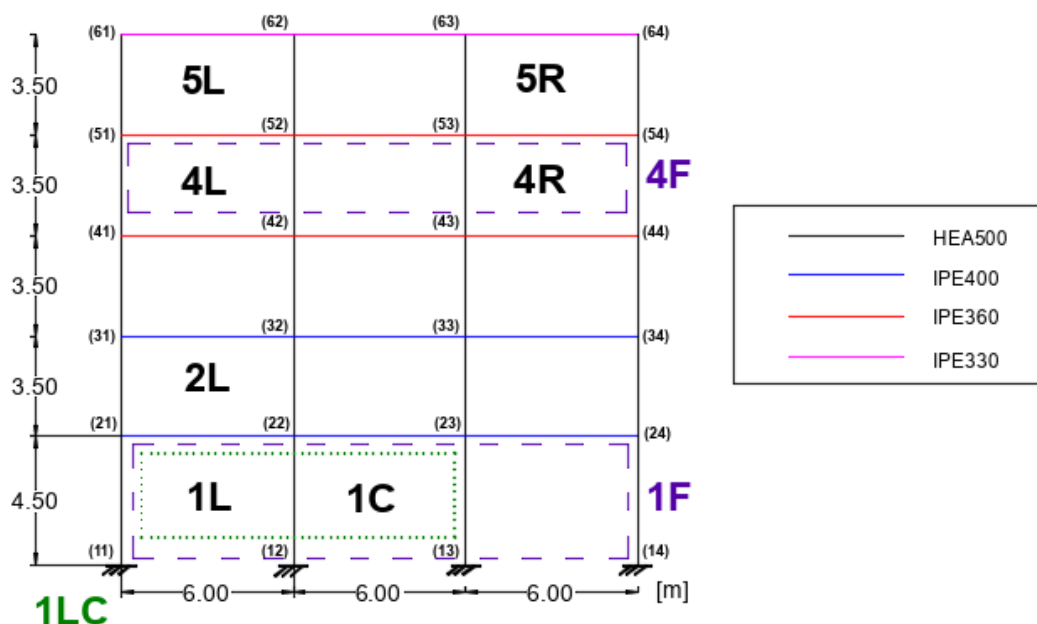 (61) (62) (63) (64)
3.50 5L 5R
(51) (52) (53) (54)
3.50 4L 4R 4F
(41) (42) (43) (44)
3.50
(31) (32) (33) (34)
3.50 2L
(21) (22) (23) (24)
4.50 1L 1C 1F
(11) (12) (13) (14)
6.00 6.00 6.00 [m]
1LC
HEA500
IPE400
IPE360
IPE330